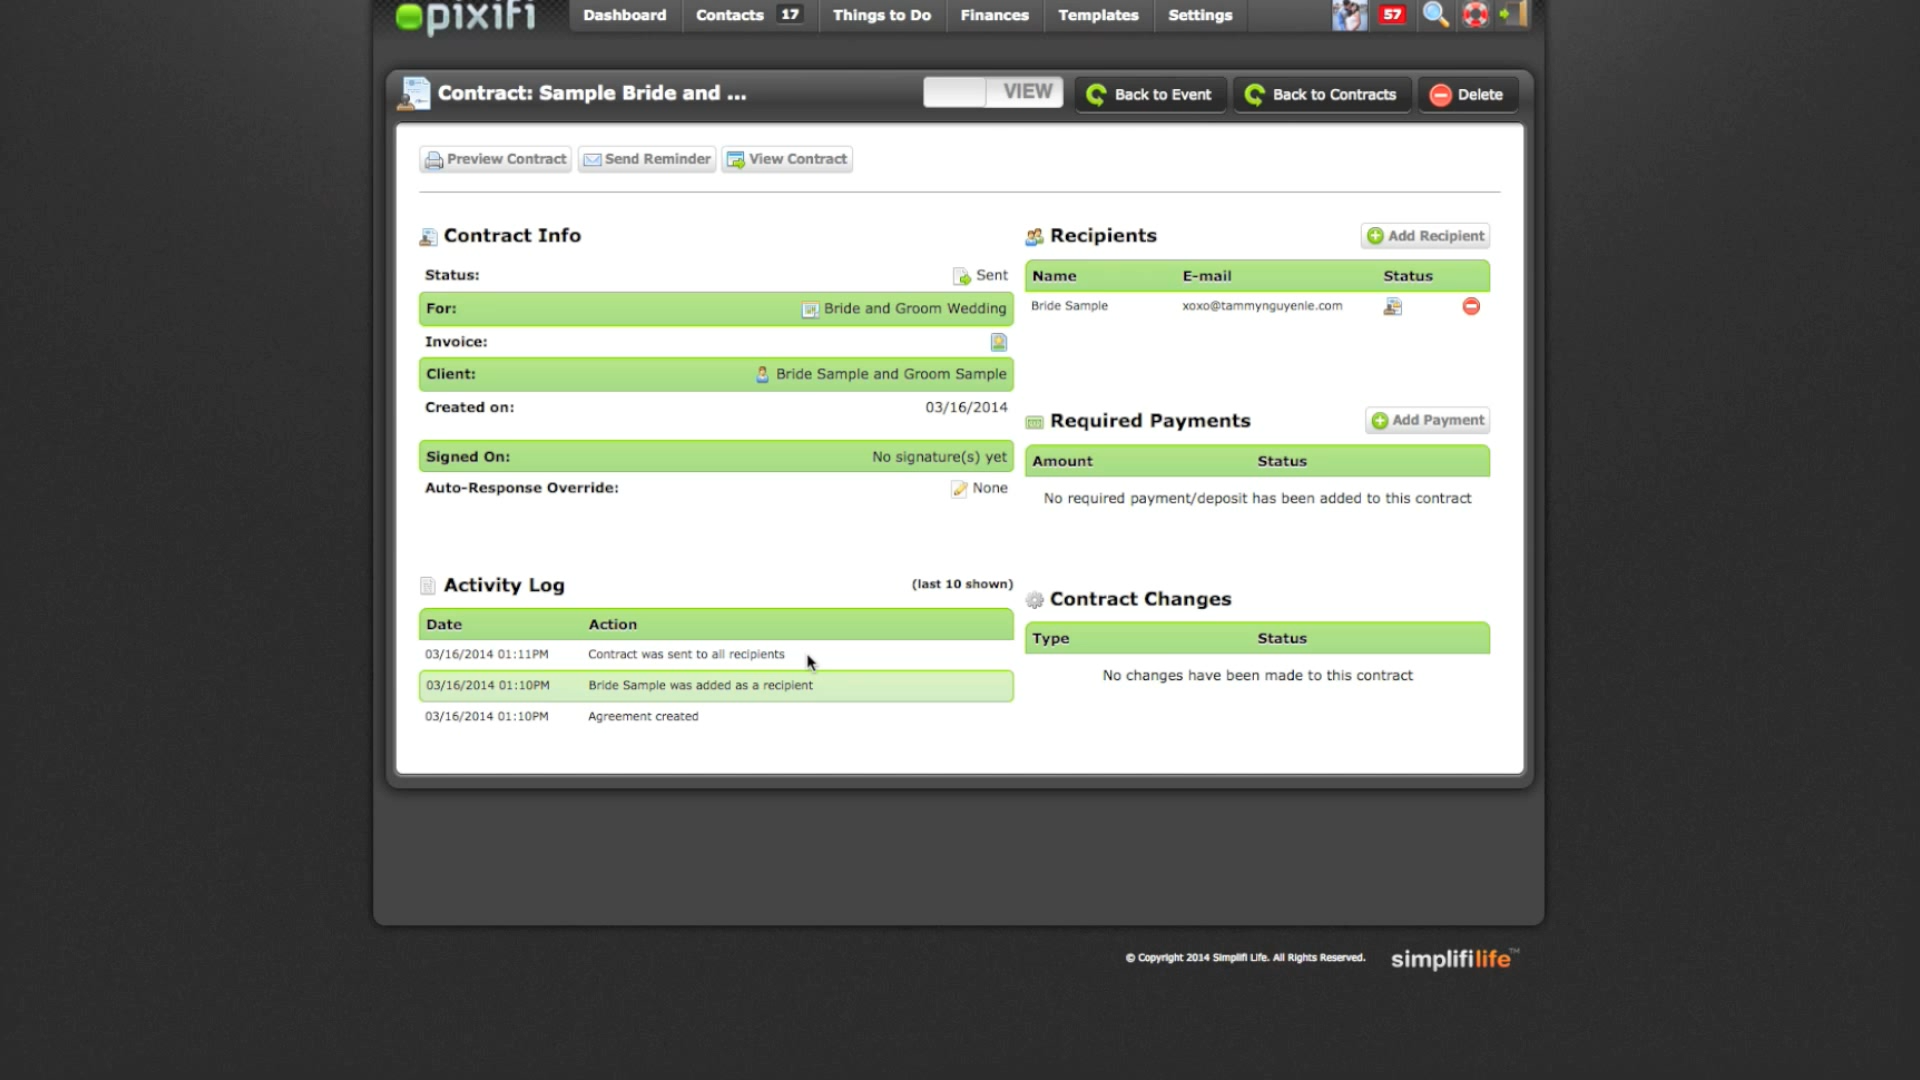 pixifi
Dashboard Contacts 17 Things to Do Finances Templates Settings 57
Contract: Sample Bride and ... VIEW Back to Event Back to Contracts Delete
Preview Contract Send Reminder View Contract
Contract Info
Status: Sent
For: Bride and Groom Wedding
Invoice:
Client: Bride Sample and Groom Sample
Created on: 03/16/2014
Signed On: No signature(s) yet
Auto-Response Override: None
Recipients Add Recipient
Name E-mail Status
Bride Sample xoxo@tammynguyenle.com
Required Payments Add Payment
Amount Status
No required payment/deposit has been added to this contract
Activity Log (last 10 shown)
Date Action
03/16/2014 01:11PM Contract was sent to all recipients
03/16/2014 01:10PM Bride Sample was added as a recipient
03/16/2014 01:10PM Agreement created
Contract Changes
Type Status
No changes have been made to this contract
© Copyright 2014 Simplifi Life. All Rights Reserved. simplifilife™